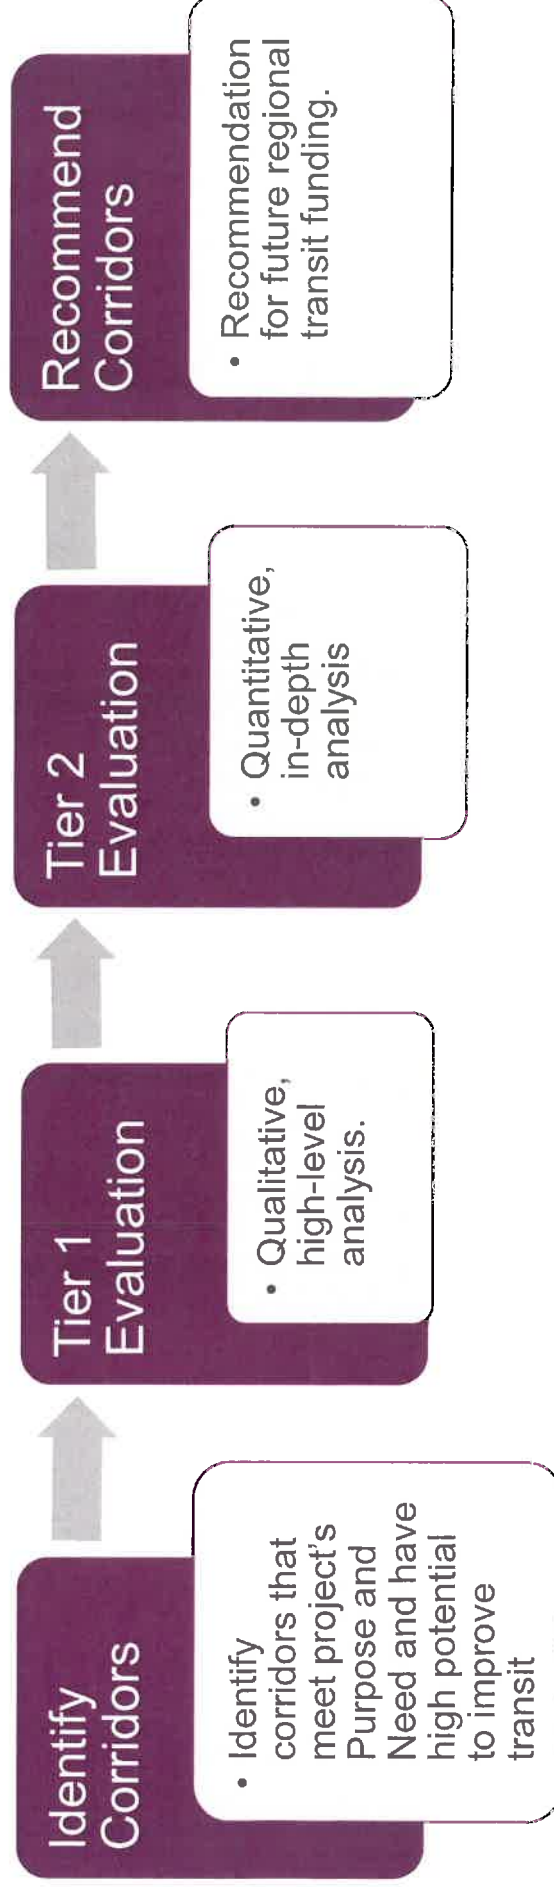 Identify
Corridors
• Identify
corridors that
meet project's
Purpose and
Need and have
high potential
to improve
transit
Tier 1
Evaluation
• Qualitative,
high-level
analysis.
Tier 2
Evaluation
• Quantitative,
in-depth
analysis
Recommend
Corridors
• Recommendation
for future regional
transit funding.